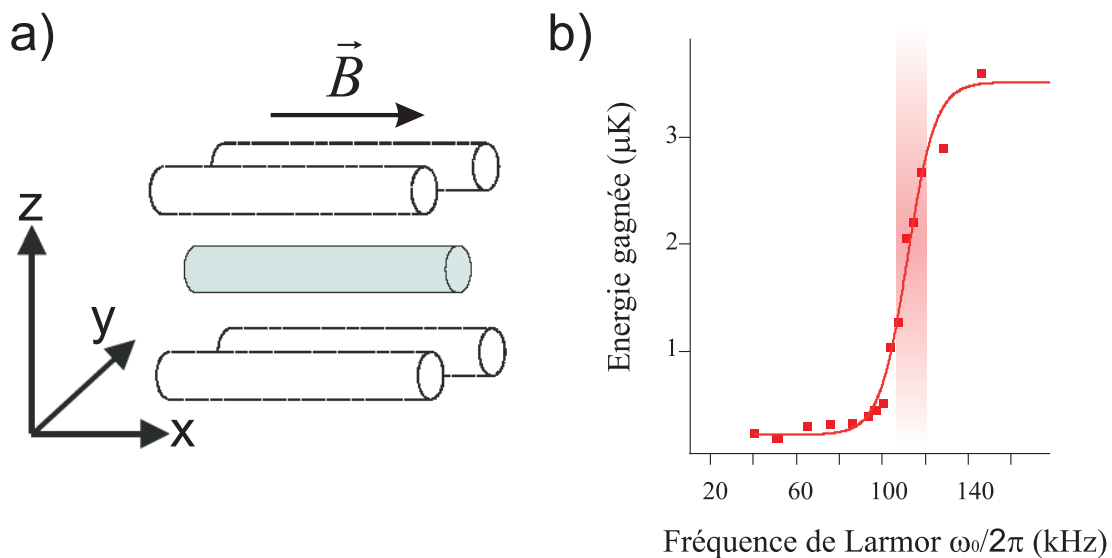 a)
B
z
y
x
b)
Energie gagnée (µK)
3
2
1
20 60 100 140
Fréquence de Larmor ω₀/2π (kHz)